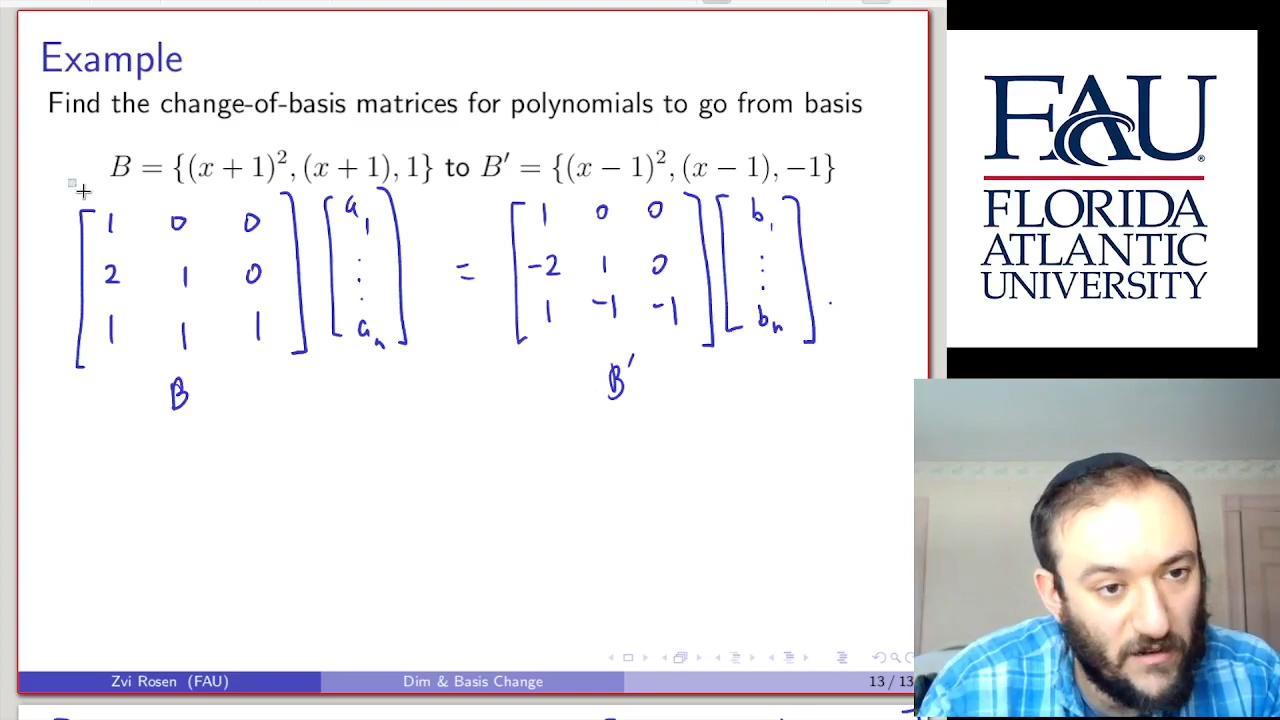 Example
Find the change-of-basis matrices for polynomials to go from basis
B = {(x + 1)², (x + 1), 1} to B′ = {(x − 1)², (x − 1), −1}
[1 0 0] [a₁] = [1 0 0] [b₁]
[2 1 0] [⋮] [-2 1 0] [⋮]
[1 1 1] [aₙ] [1 -1 -1] [bₙ] .
B B′
Zvi Rosen (FAU) Dim & Basis Change 13 / 13
FAU
FLORIDA
ATLANTIC
UNIVERSITY®